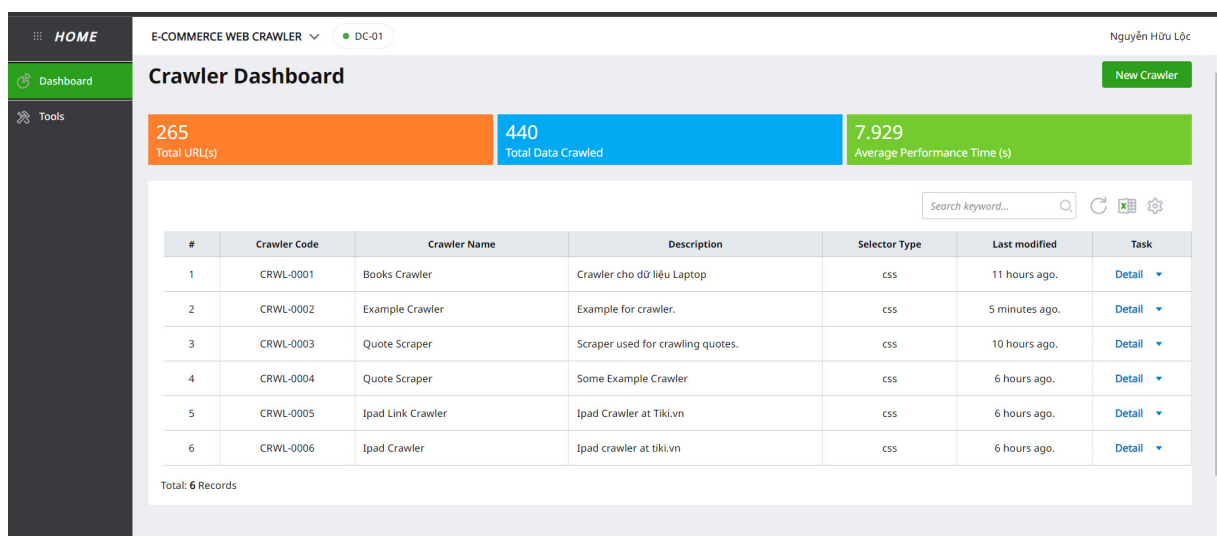 HOME
E-COMMERCE WEB CRAWLER
DC-01
Nguyễn Hữu Lộc
Dashboard
Tools
Crawler Dashboard
New Crawler
265
Total URL(s)
440
Total Data Crawled
7.929
Average Performance Time (s)
Search keyword...
# Crawler Code Crawler Name Description Selector Type Last modified Task
1 CRWL-0001 Books Crawler Crawler cho dữ liệu Laptop css 11 hours ago. Detail
2 CRWL-0002 Example Crawler Example for crawler. css 5 minutes ago. Detail
3 CRWL-0003 Quote Scraper Scraper used for crawling quotes. css 10 hours ago. Detail
4 CRWL-0004 Quote Scraper Some Example Crawler css 6 hours ago. Detail
5 CRWL-0005 Ipad Link Crawler Ipad Crawler at Tiki.vn css 6 hours ago. Detail
6 CRWL-0006 Ipad Crawler Ipad crawler at tiki.vn css 6 hours ago. Detail
Total: 6 Records